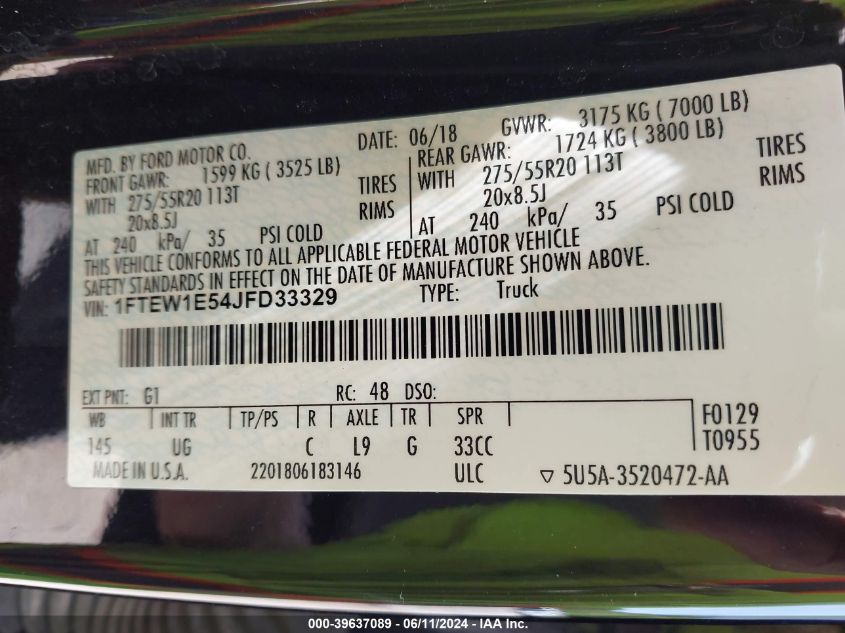 MFD. BY FORD MOTOR CO. DATE: 06/18 GVWR: 3175 KG ( 7000 LB)
FRONT GAWR: 1599 KG ( 3525 LB) REAR GAWR: 1724 KG ( 3800 LB)
WITH 275/55R20 113T TIRES WITH 275/55R20 113T TIRES
20x8.5J RIMS 20x8.5J RIMS
AT 240 kPa/ 35 PSI COLD AT 240 kPa/ 35 PSI COLD
THIS VEHICLE CONFORMS TO ALL APPLICABLE FEDERAL MOTOR VEHICLE
SAFETY STANDARDS IN EFFECT ON THE DATE OF MANUFACTURE SHOWN ABOVE.
VIN: 1FTEW1E54JFD33329 TYPE: Truck
EXT PNT: G1 RC: 48 DSO:
WB INT TR TP/PS R AXLE TR SPR F0129
145 UG C L9 G 33CC T0955
MADE IN U.S.A. 2201806183146 ULC ▽ 5U5A-3520472-AA
000-39637089 - 06/11/2024 - IAA Inc.